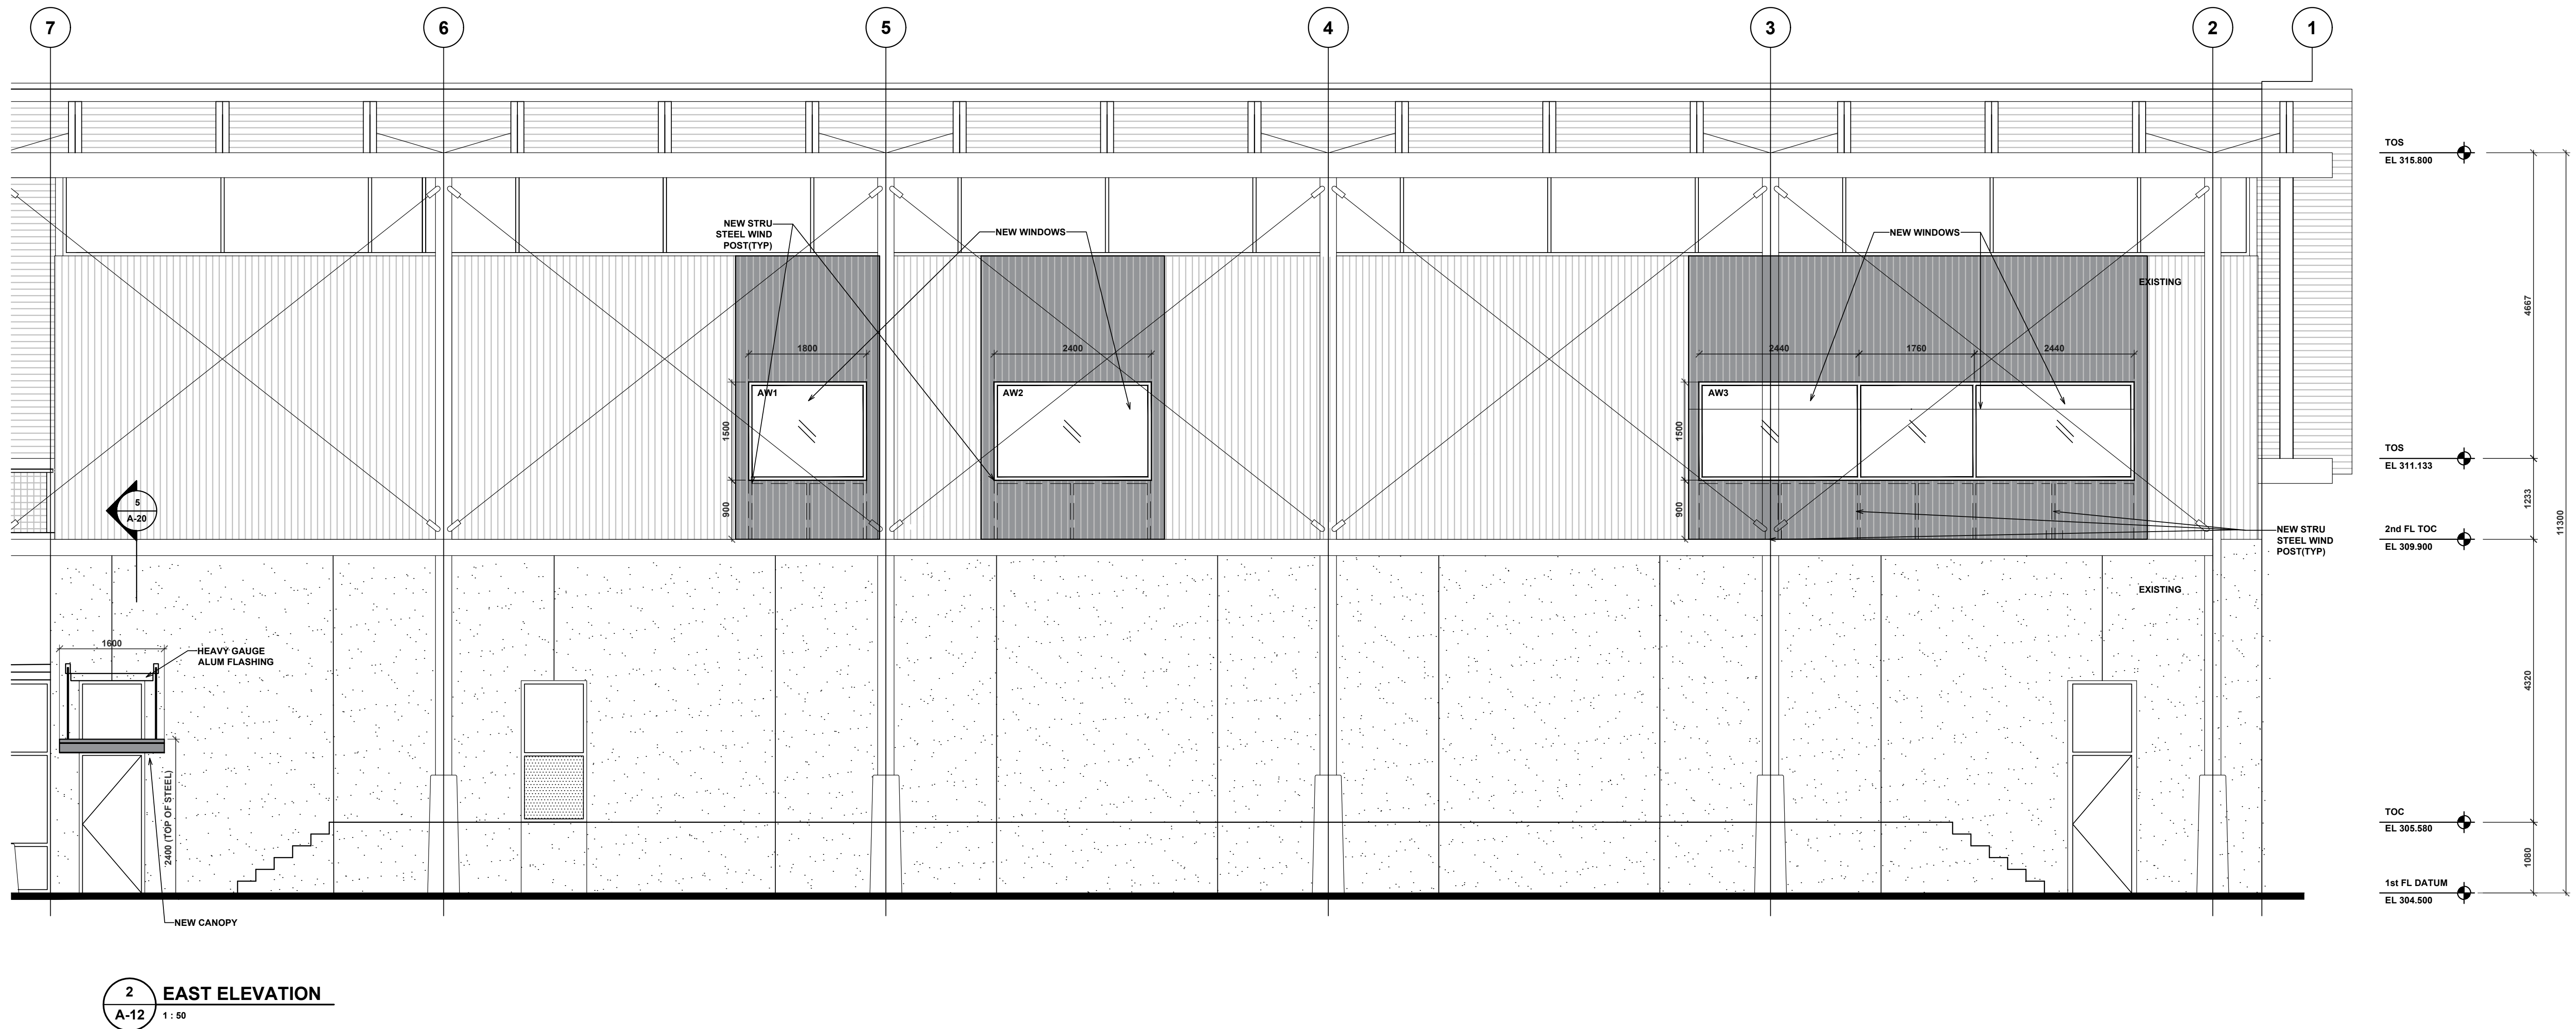 7
6
5
4
3
2
1
TOS
EL 315.800
NEW STRU
STEEL WIND
POST(TYP)
NEW WINDOWS
NEW WINDOWS
EXISTING
4667
1800
2400
2440
1760
2440
AW1
AW2
AW3
1500
1500
TOS
EL 311.133
5
A-20
900
900
1233
11300
NEW STRU
STEEL WIND
POST(TYP)
2nd FL TOC
EL 309.900
EXISTING
1600
HEAVY GAUGE
ALUM FLASHING
4320
2400 (TOP OF STEEL)
TOC
EL 305.580
1080
1st FL DATUM
EL 304.500
NEW CANOPY
2
A-12
EAST ELEVATION
1 : 50